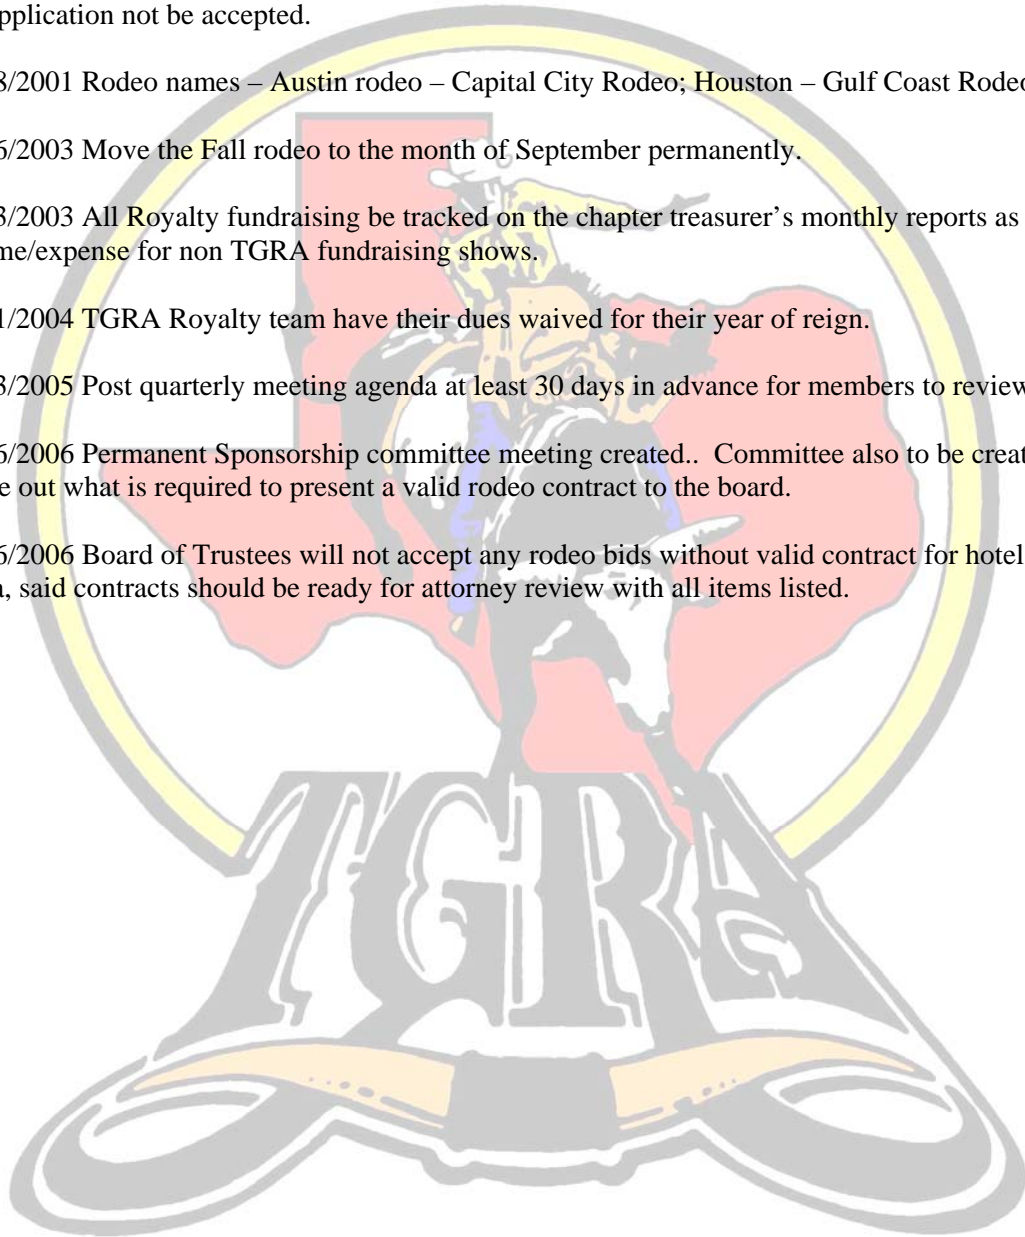 pplication not be accepted.
8/2001 Rodeo names – Austin rodeo – Capital City Rodeo; Houston – Gulf Coast Rodeo
6/2003 Move the Fall rodeo to the month of September permanently.
3/2003 All Royalty fundraising be tracked on the chapter treasurer’s monthly reports as
me/expense for non TGRA fundraising shows.
1/2004 TGRA Royalty team have their dues waived for their year of reign.
3/2005 Post quarterly meeting agenda at least 30 days in advance for members to review
6/2006 Permanent Sponsorship committee meeting created.. Committee also to be creat
e out what is required to present a valid rodeo contract to the board.
6/2006 Board of Trustees will not accept any rodeo bids without valid contract for hotel
a, said contracts should be ready for attorney review with all items listed.
TGRA